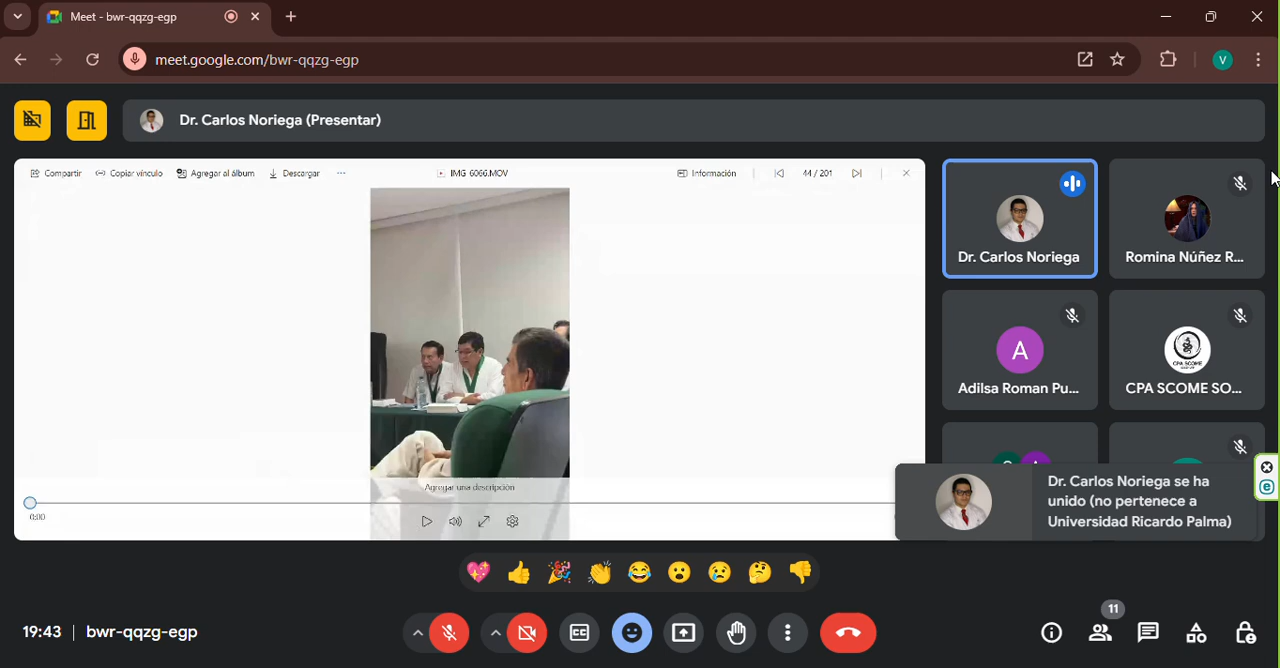 Meet - bwr-qqzg-egp
meet.google.com/bwr-qqzg-egp
V
Dr. Carlos Noriega (Presentar)
Compartir
Copiar vínculo
Agregar al álbum
Descargar
IMG 6066.MOV
Información
44 / 201
Agregar una descripción
0:00
Dr. Carlos Noriega
Romina Núñez R...
A
Adilsa Roman Pu...
CPA SCOME
CPA SCOME SO...
Dr. Carlos Noriega se ha
unido (no pertenece a
Universidad Ricardo Palma)
19:43 | bwr-qqzg-egp
11